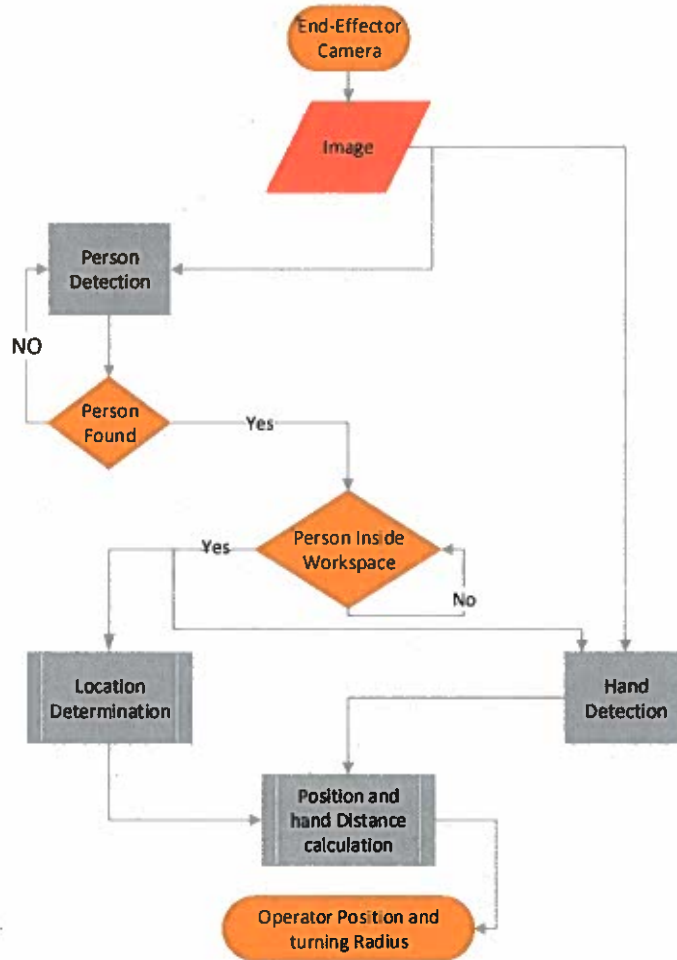 End-Effector
Camera
Image
Person
Detection
NO
Person
Found
Yes
Person Inside
Workspace
Yes
No
Location
Determination
Hand
Detection
Position and
hand Distance
calculation
Operator Position and
turning Radius